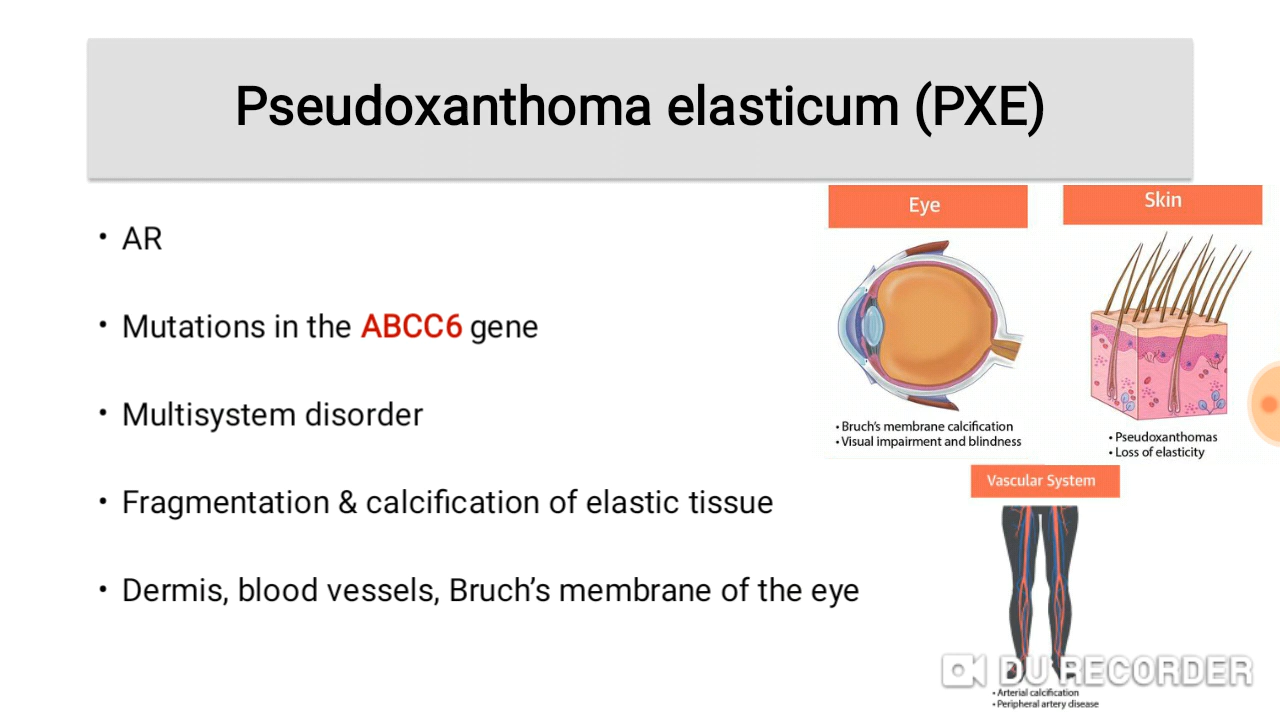 Pseudoxanthoma elasticum (PXE)
• AR
• Mutations in the ABCC6 gene
• Multisystem disorder
• Fragmentation & calcification of elastic tissue
• Dermis, blood vessels, Bruch’s membrane of the eye
Eye
• Bruch’s membrane calcification
• Visual impairment and blindness
Skin
• Pseudoxanthomas
• Loss of elasticity
Vascular System
• Arterial calcification
• Peripheral artery disease
DU RECORDER